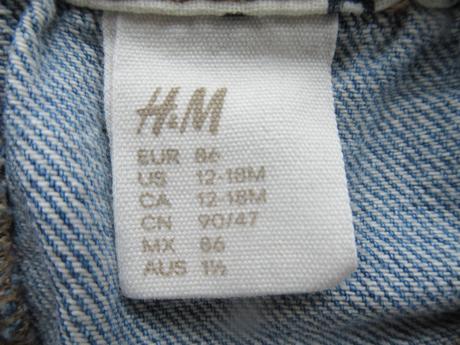 H&M
EUR 86
US 12-18M
CA 12-18M
CN 90/47
MX 86
AUS 1½